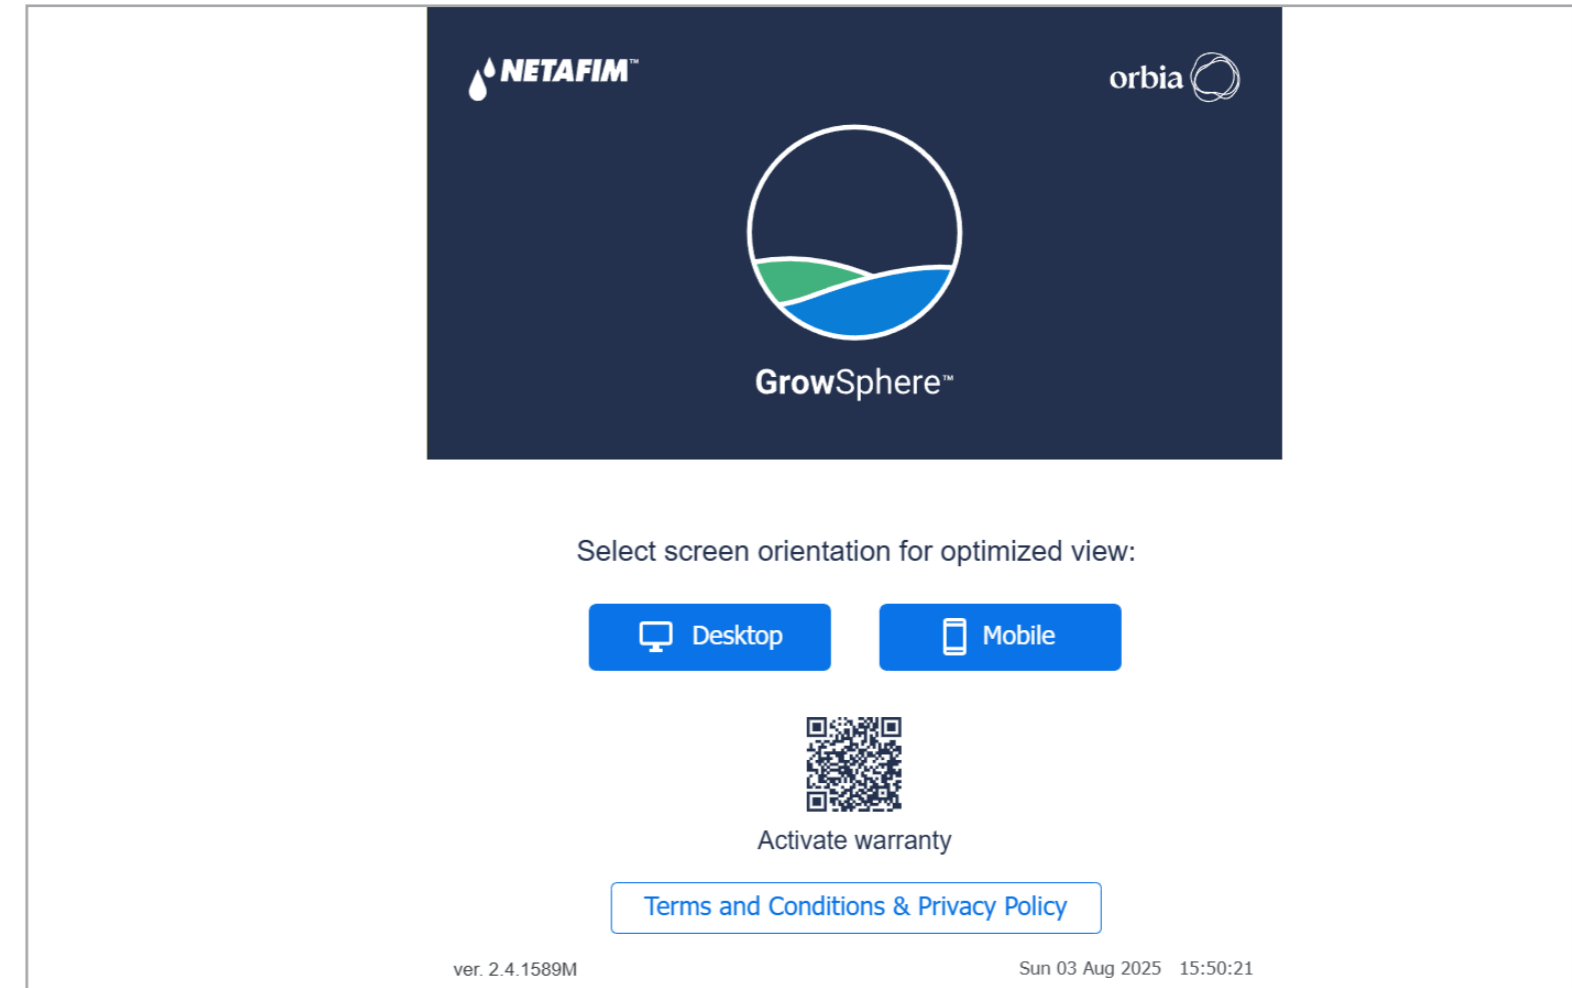 NETAFIM™
orbia
GrowSphere™
Select screen orientation for optimized view:
Desktop
Mobile
Activate warranty
Terms and Conditions & Privacy Policy
ver. 2.4.1589M
Sun 03 Aug 2025 15:50:21